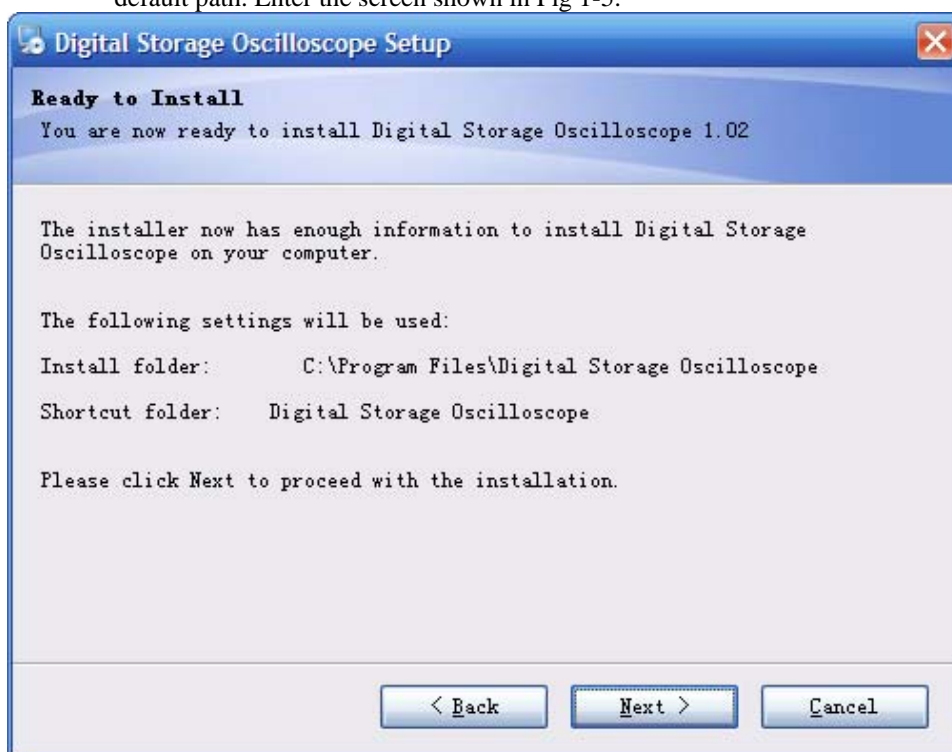 default path. Enter the screen shown in Fig 1-5.
Digital Storage Oscilloscope Setup
Ready to Install
You are now ready to install Digital Storage Oscilloscope 1.02
The installer now has enough information to install Digital Storage
Oscilloscope on your computer.
The following settings will be used:
Install folder: C:\Program Files\Digital Storage Oscilloscope
Shortcut folder: Digital Storage Oscilloscope
Please click Next to proceed with the installation.
< Back Next > Cancel